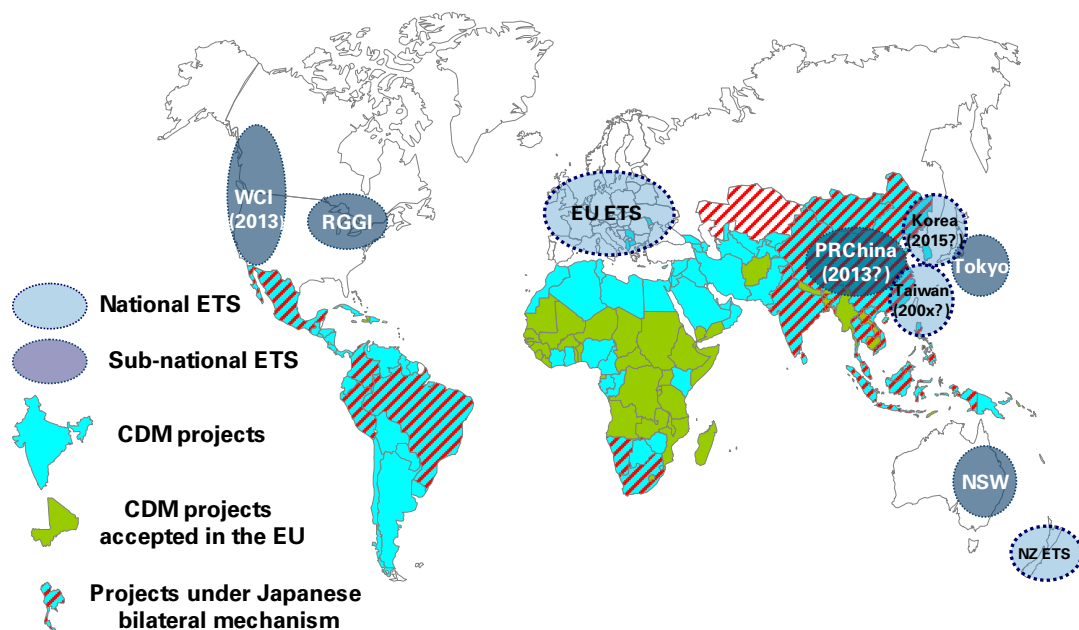 WCI
(2013)
RGGI
EU ETS
PRChina
(2013?)
Korea
(2015?)
Tokyo
Taiwan
(200x?)
NSW
NZ ETS
National ETS
Sub-national ETS
CDM projects
CDM projects
accepted in the EU
Projects under Japanese
bilateral mechanism